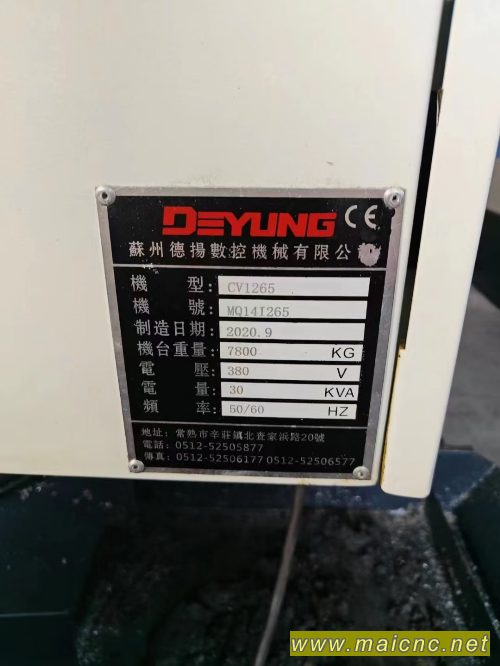 DEYUNG CE
蘇州德揚數控機械有限公
機型: CV1265
機號: MQ14I265
制造日期: 2020.9
機台重量: 7800 KG
電壓: 380 V
電量: 30 KVA
頻率: 50/60 HZ
地址: 常熟市辛莊鎮北查家浜路20號
電話: 0512-52505877
傳真: 0512-52506177 0512-52506577
www.maicnc.net